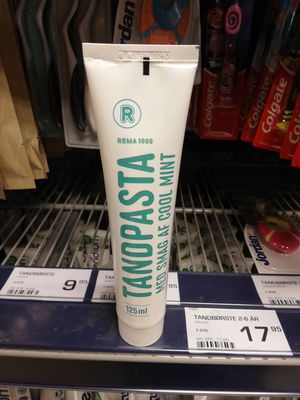 R
REMA 1000
TANDPASTA
MED SMAG AF COOL MINT
125ml
Jordan
Colgate
Colgate
Jordan
TANDBØRSTE
9 95
TANDBØRSTE 2-6 ÅR
17 95